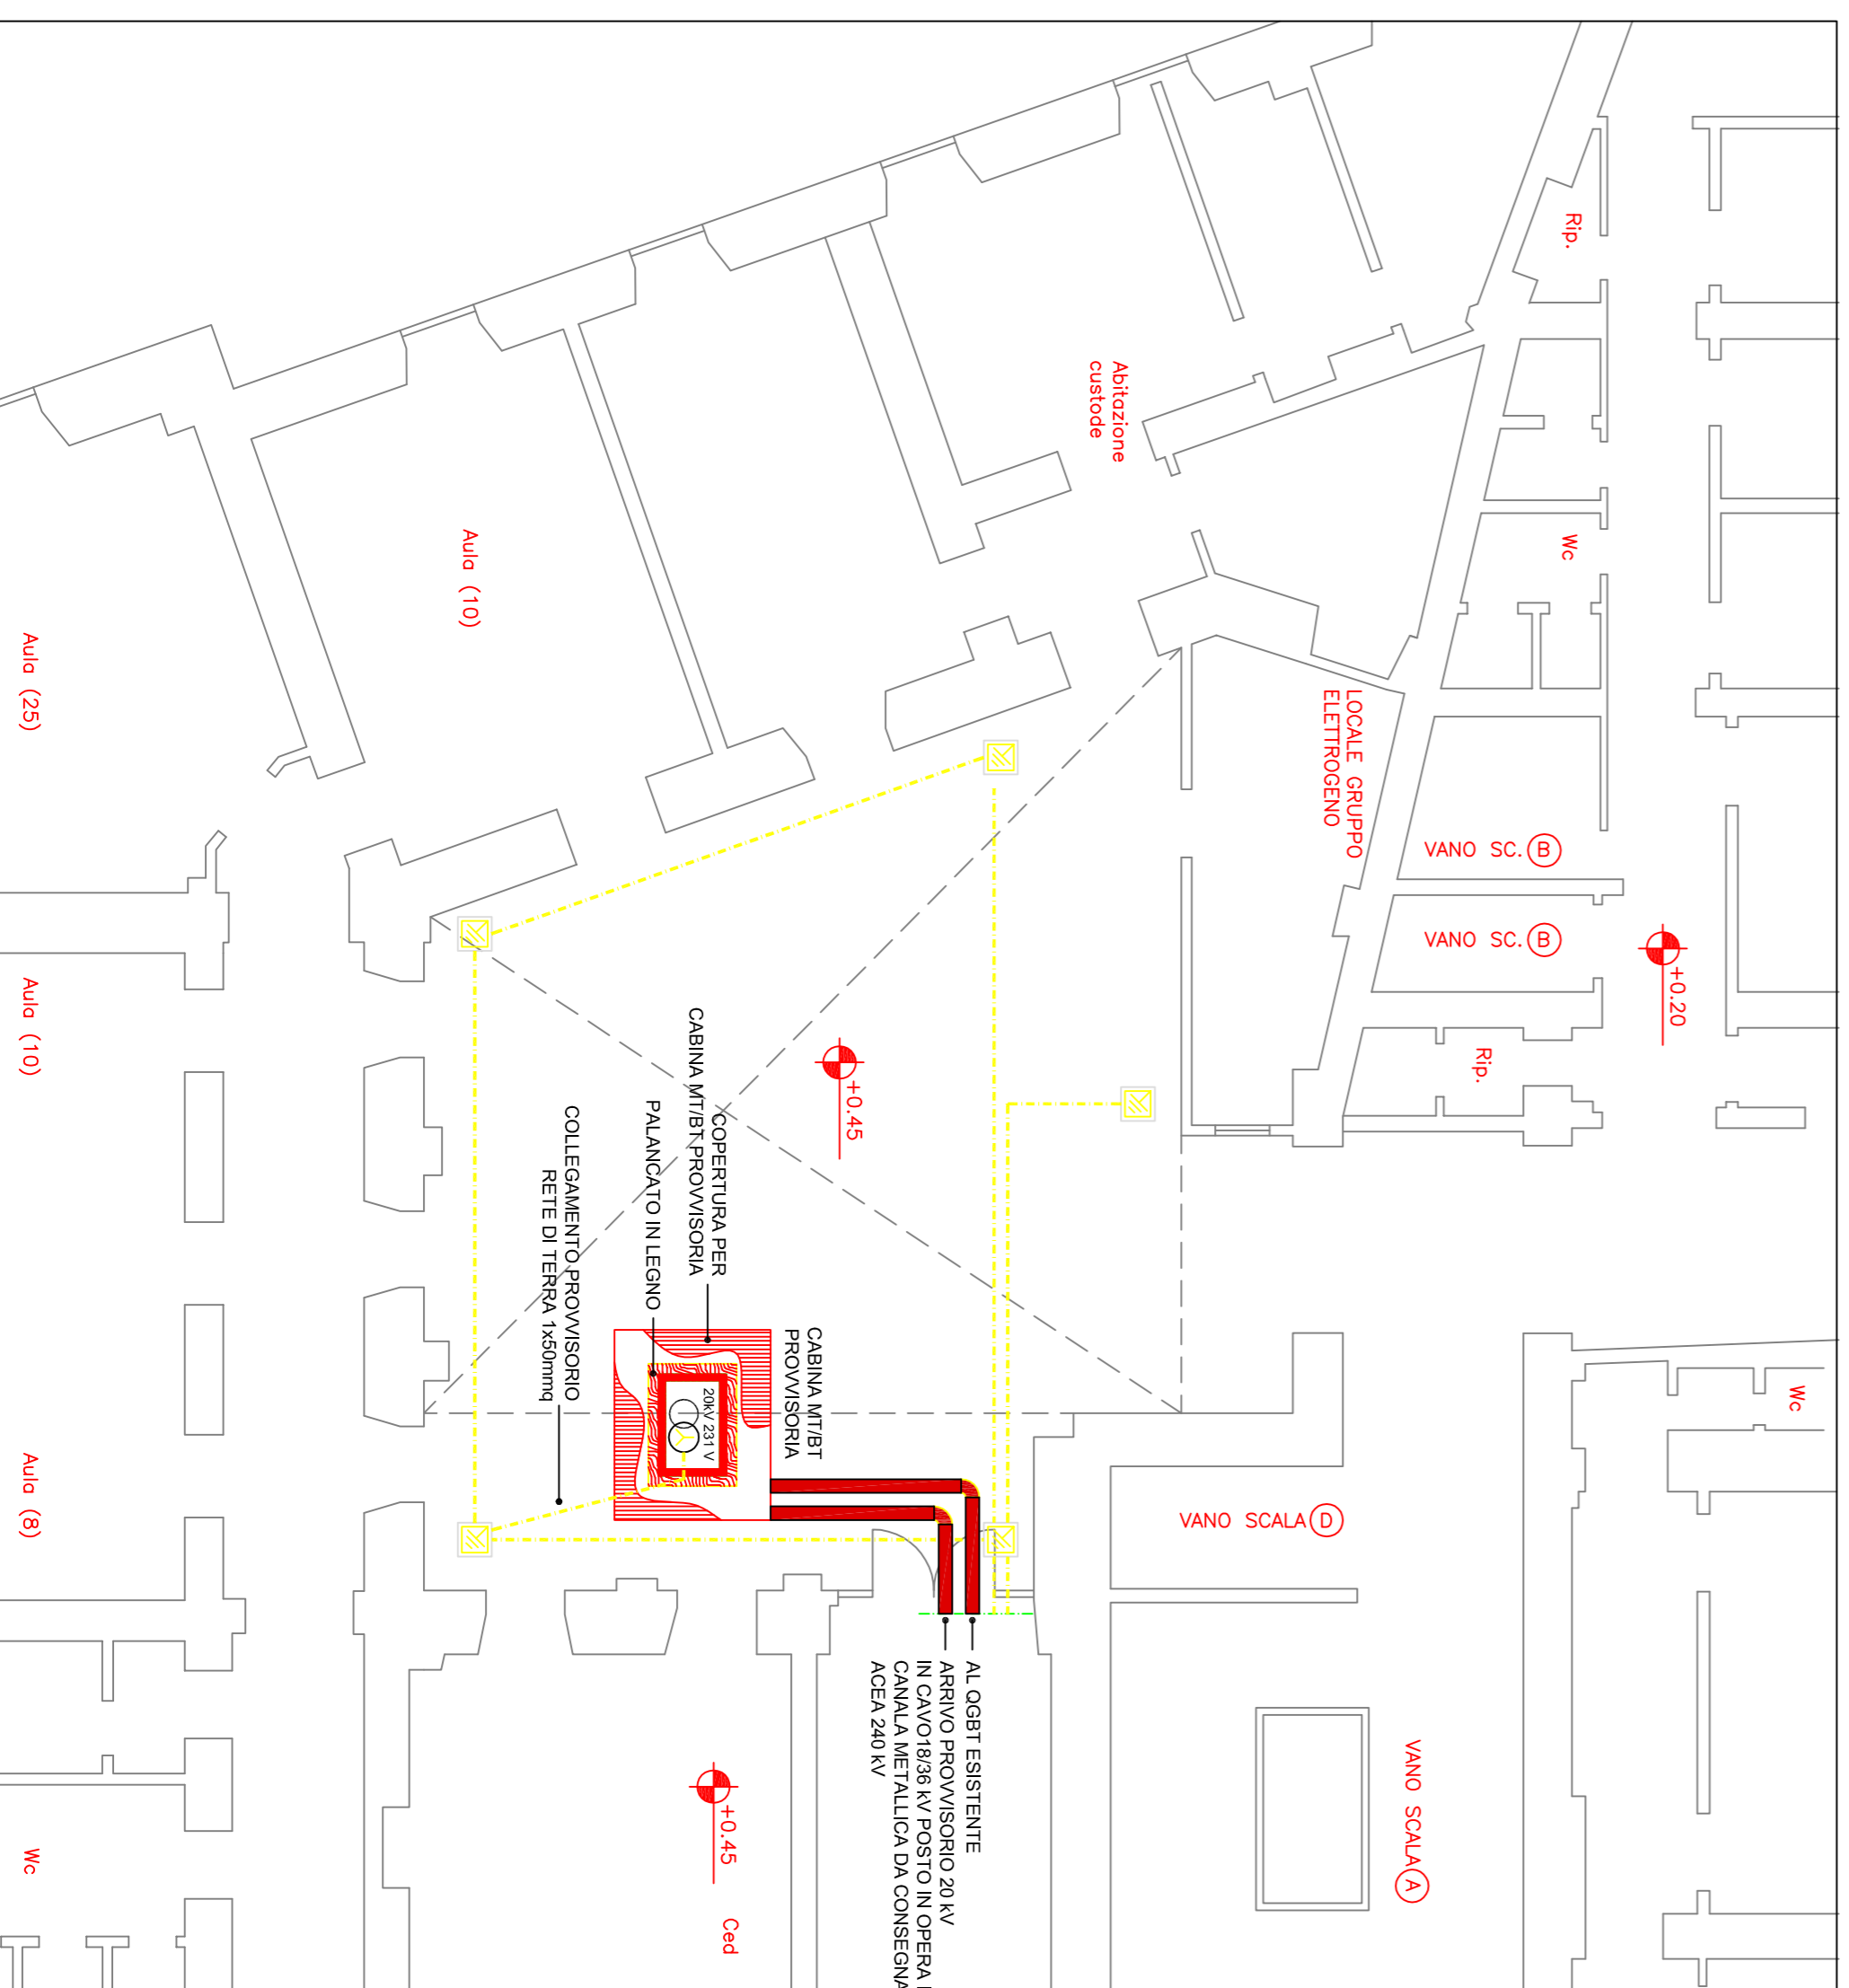 Rip.
Wc
Abitazione
custode
Aula (10)
Aula (25)
LOCALE GRUPPO
ELETTROGENO
VANO SC. B
VANO SC. B
+0.20
Rip.
+0.45
Aula (10)
COPERTURA PER
CABINA MT/BT PROVVISORIA
PALANCATO IN LEGNO
COLLEGAMENTO PROVVISORIO
RETE DI TERRA 1x50mmq
CABINA MT/BT
PROVVISORIA
20kV 231 V
Wc
VANO SCALA D
Aula (8)
AL QGBT ESISTENTE
ARRIVO PROVVISORIO 20 kV
IN CAVO18/36 kV POSTO IN OPERA
CANALA METALLICA DA CONSEGNA
ACEA 240 kV
VANO SCALA A
+0.45
Ced
Wc